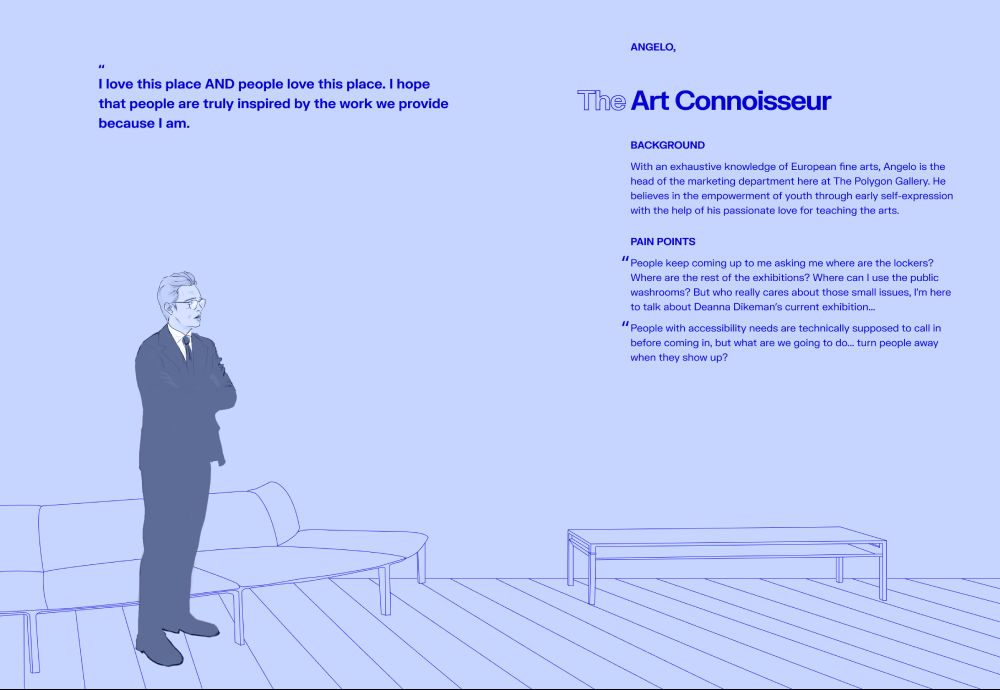 “
I love this place AND people love this place. I hope
that people are truly inspired by the work we provide
because I am.
ANGELO,
The Art Connoisseur
BACKGROUND
With an exhaustive knowledge of European fine arts, Angelo is the
head of the marketing department here at The Polygon Gallery. He
believes in the empowerment of youth through early self-expression
with the help of his passionate love for teaching the arts.
PAIN POINTS
“People keep coming up to me asking me where are the lockers?
Where are the rest of the exhibitions? Where can I use the public
washrooms? But who really cares about those small issues, I’m here
to talk about Deanna Dikeman’s current exhibition...
“People with accessibility needs are technically supposed to call in
before coming in, but what are we going to do... turn people away
when they show up?